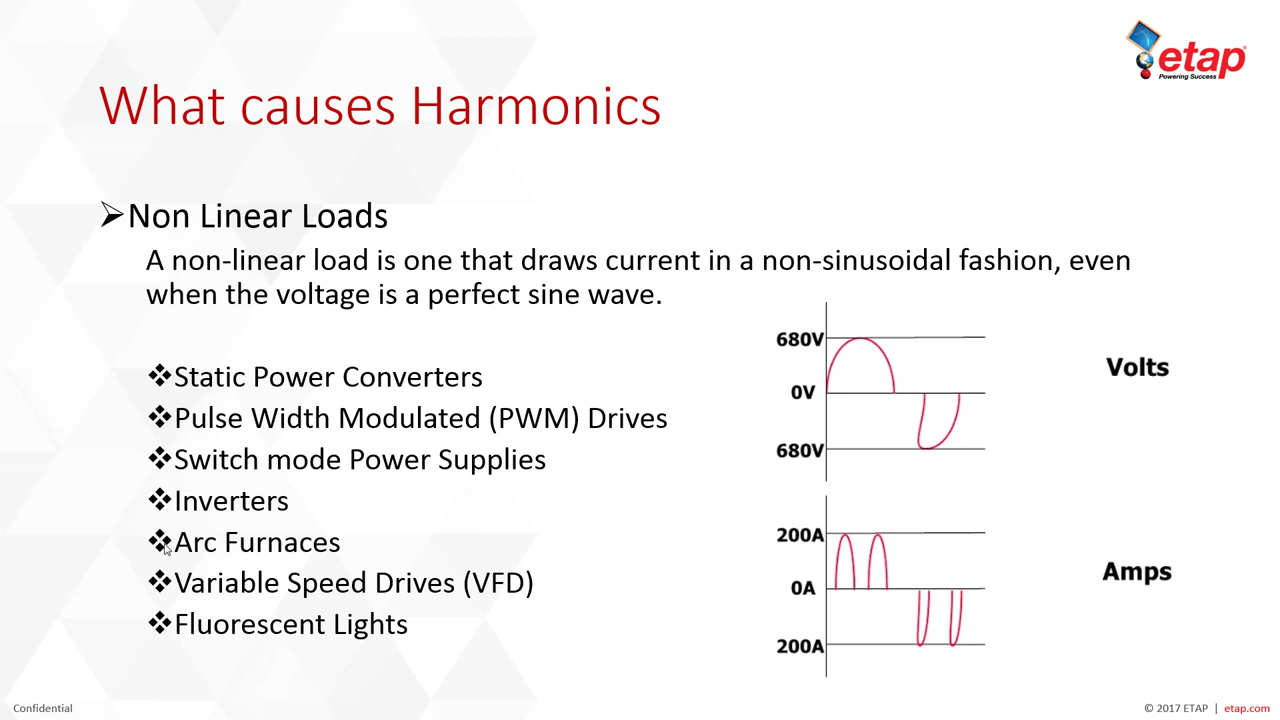 etap
Powering Success
What causes Harmonics
Non Linear Loads
A non-linear load is one that draws current in a non-sinusoidal fashion, even
when the voltage is a perfect sine wave.
Static Power Converters
Pulse Width Modulated (PWM) Drives
Switch mode Power Supplies
Inverters
Arc Furnaces
Variable Speed Drives (VFD)
Fluorescent Lights
680V
0V
680V
Volts
200A
0A
200A
Amps
Confidential
© 2017 ETAP | etap.com